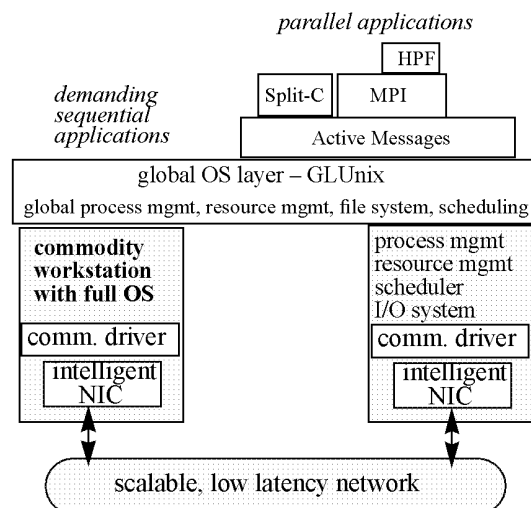 parallel applications
HPF
demanding
sequential
applications
Split-C
MPI
Active Messages
global OS layer – GLUnix
global process mgmt, resource mgmt, file system, scheduling
commodity
workstation
with full OS
comm. driver
intelligent
NIC
process mgmt
resource mgmt
scheduler
I/O system
comm. driver
intelligent
NIC
scalable, low latency network